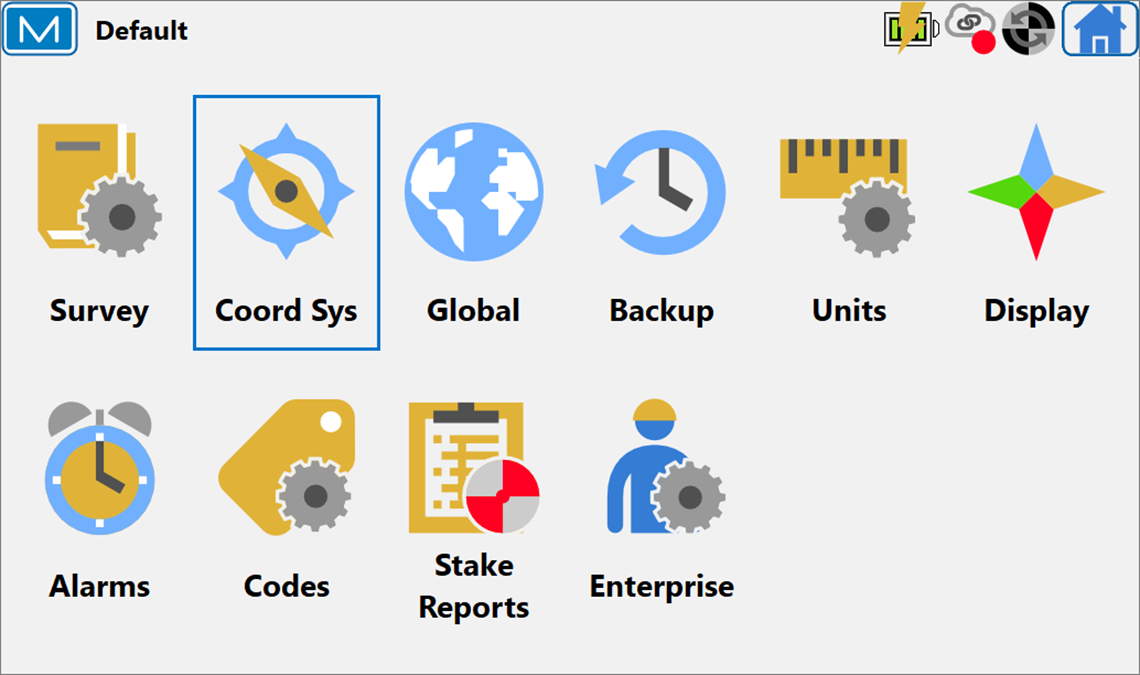 M Default
Survey
Coord Sys
Global
Backup
Units
Display
Alarms
Codes
Stake
Reports
Enterprise